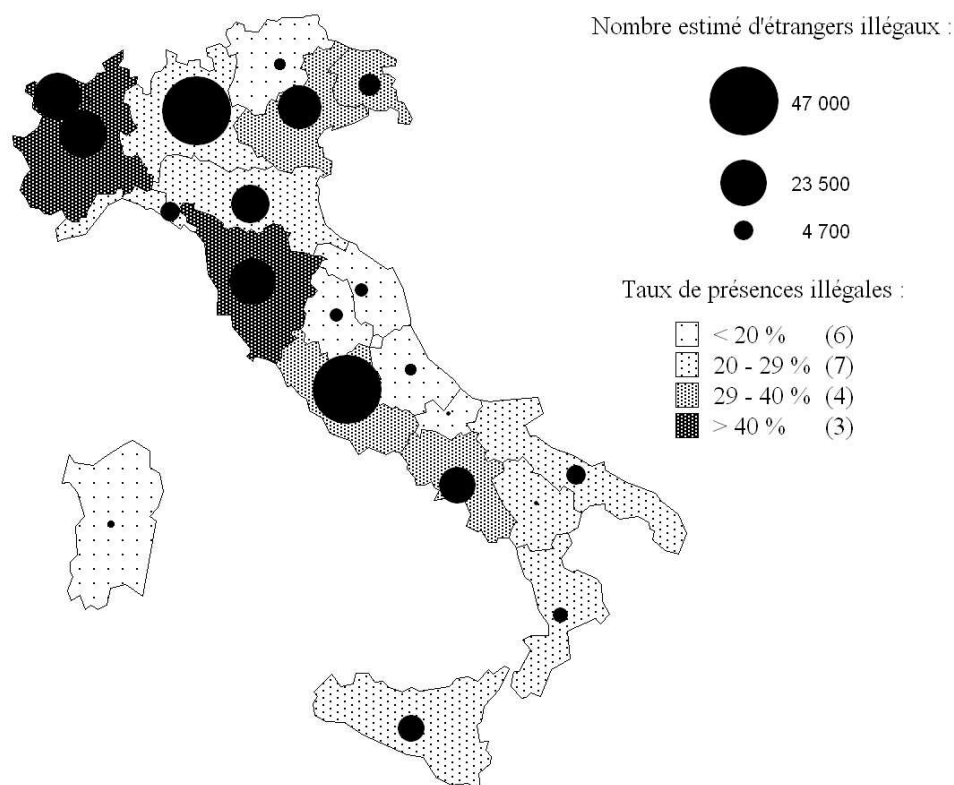 Nombre estimé d'étrangers illégaux :
47 000
23 500
4 700
Taux de présences illégales :
< 20 % (6)
20 - 29 % (7)
29 - 40 % (4)
> 40 % (3)